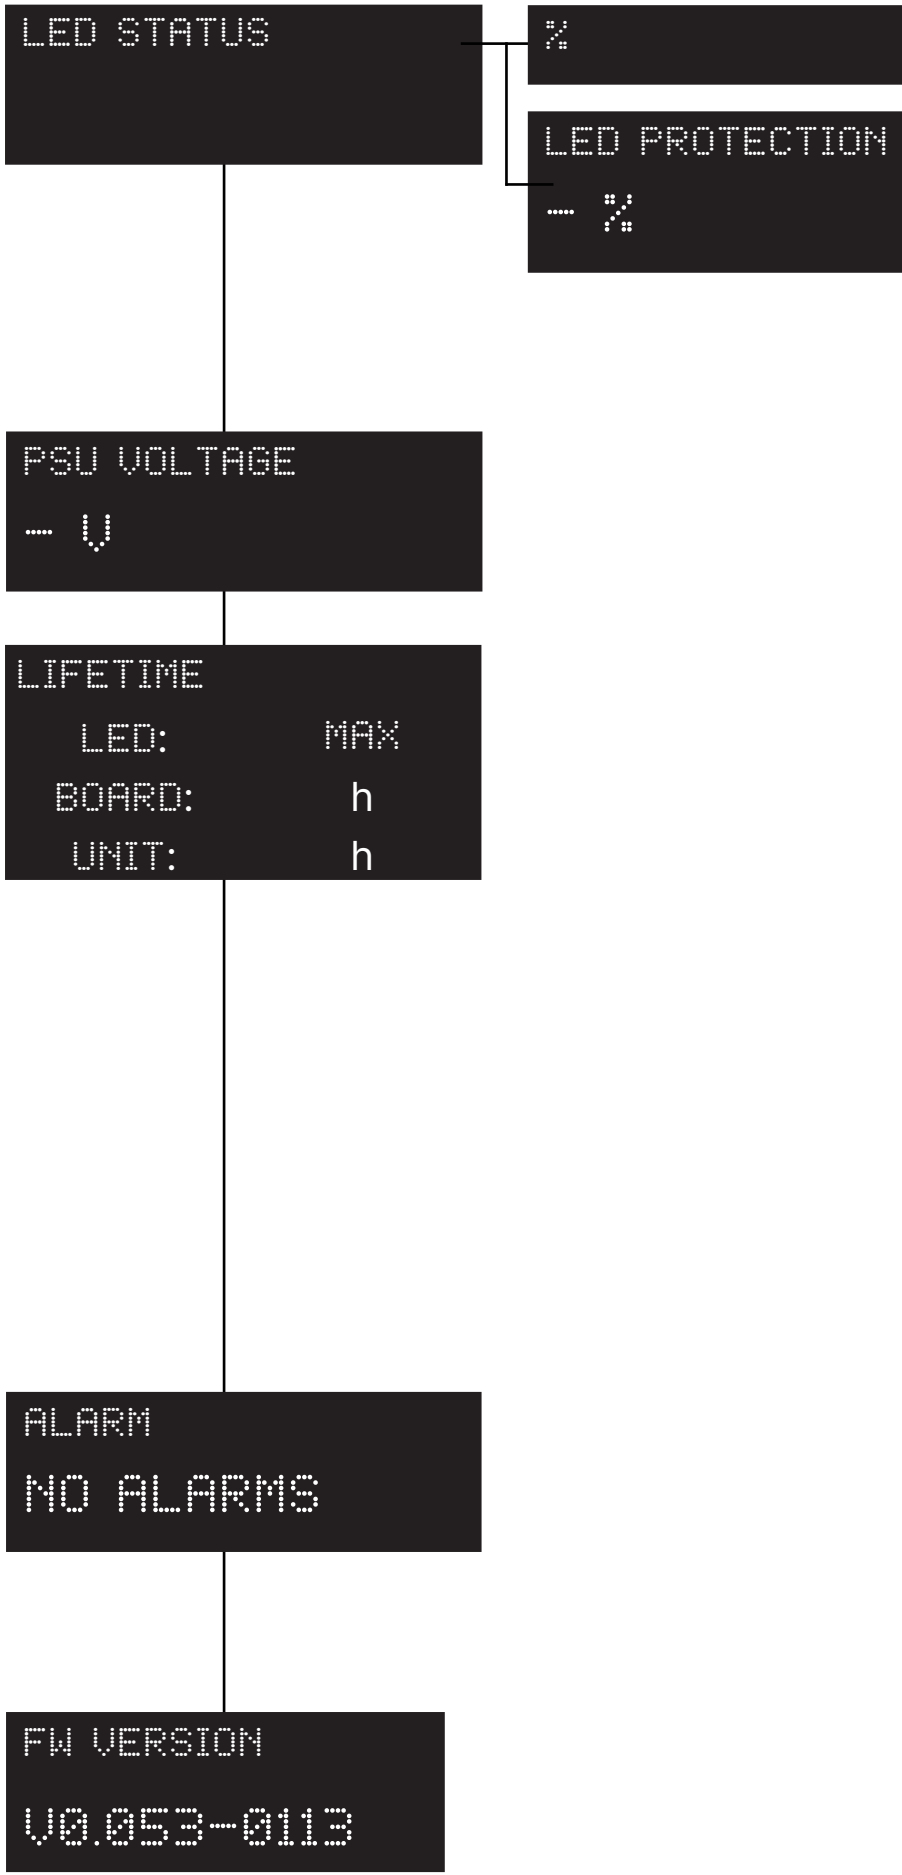 LED STATUS
%
LED PROTECTION
- %
PSU VOLTAGE
- V
LIFETIME
LED: MAX
BOARD: h
UNIT: h
ALARM
NO ALARMS
FW VERSION
V0.053-0113